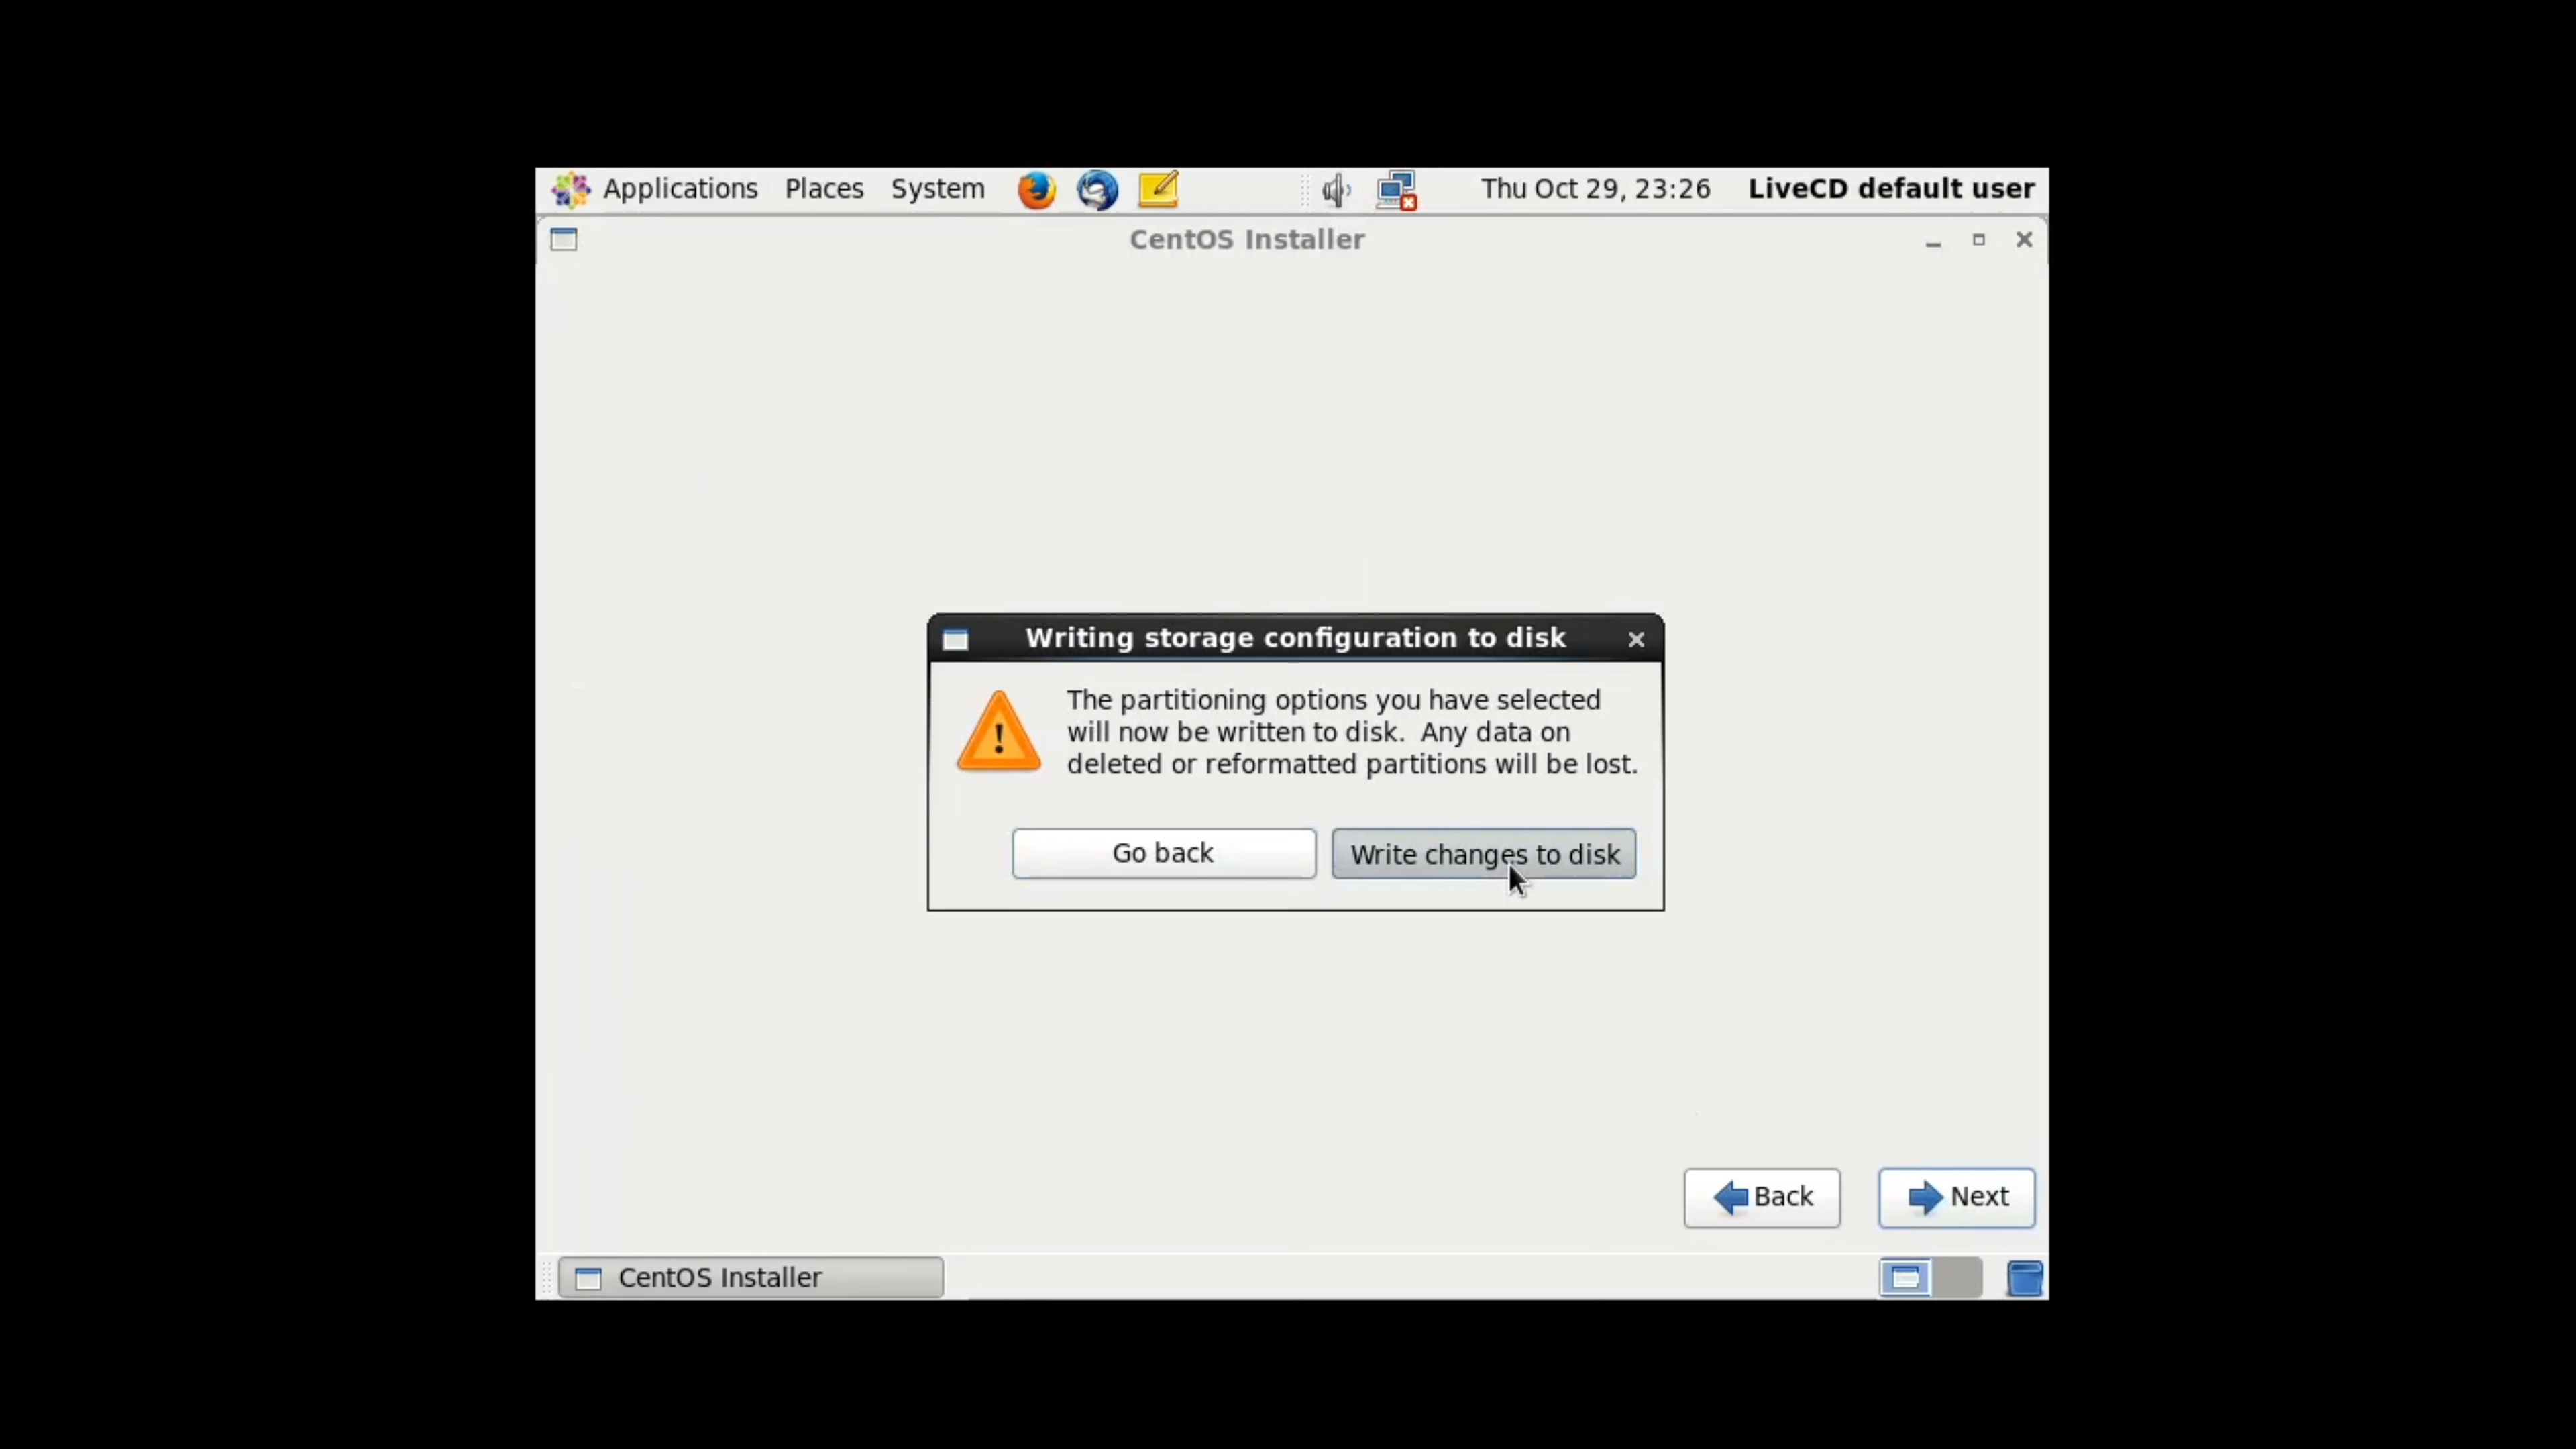 Applications Places System Thu Oct 29, 23:26 LiveCD default user
CentOS Installer
Writing storage configuration to disk
The partitioning options you have selected
will now be written to disk. Any data on
deleted or reformatted partitions will be lost.
Go back Write changes to disk
Back Next
CentOS Installer